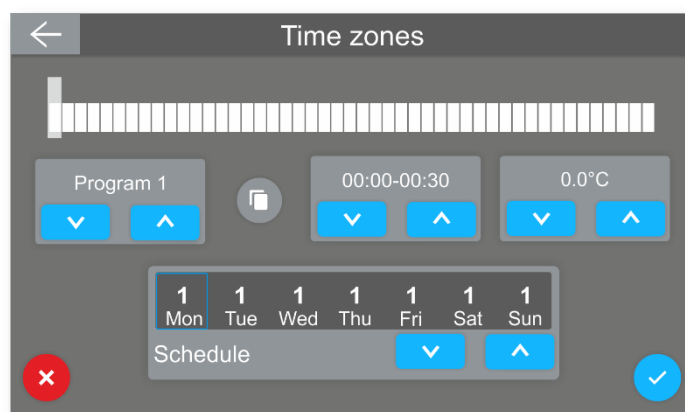 Time zones
Program 1
00:00-00:30
0.0°C
1 1 1 1 1 1 1
Mon Tue Wed Thu Fri Sat Sun
Schedule